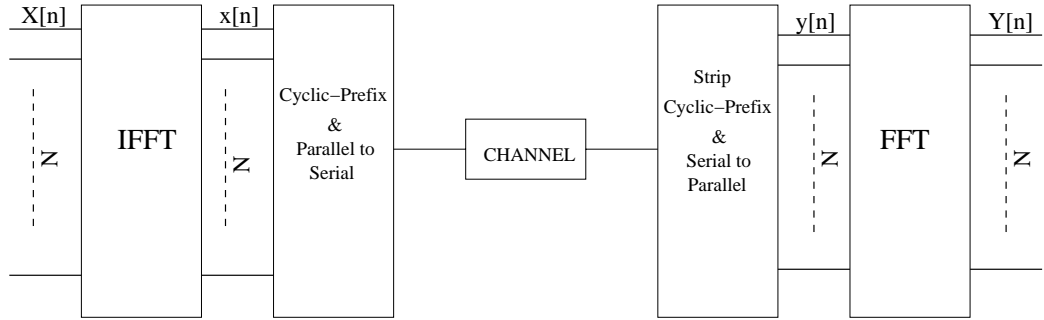 X[n]
x[n]
y[n]
Y[n]
N
IFFT
N
Cyclic−Prefix
&
Parallel to
Serial
CHANNEL
Strip
Cyclic−Prefix
&
Serial to
Parallel
N
FFT
N